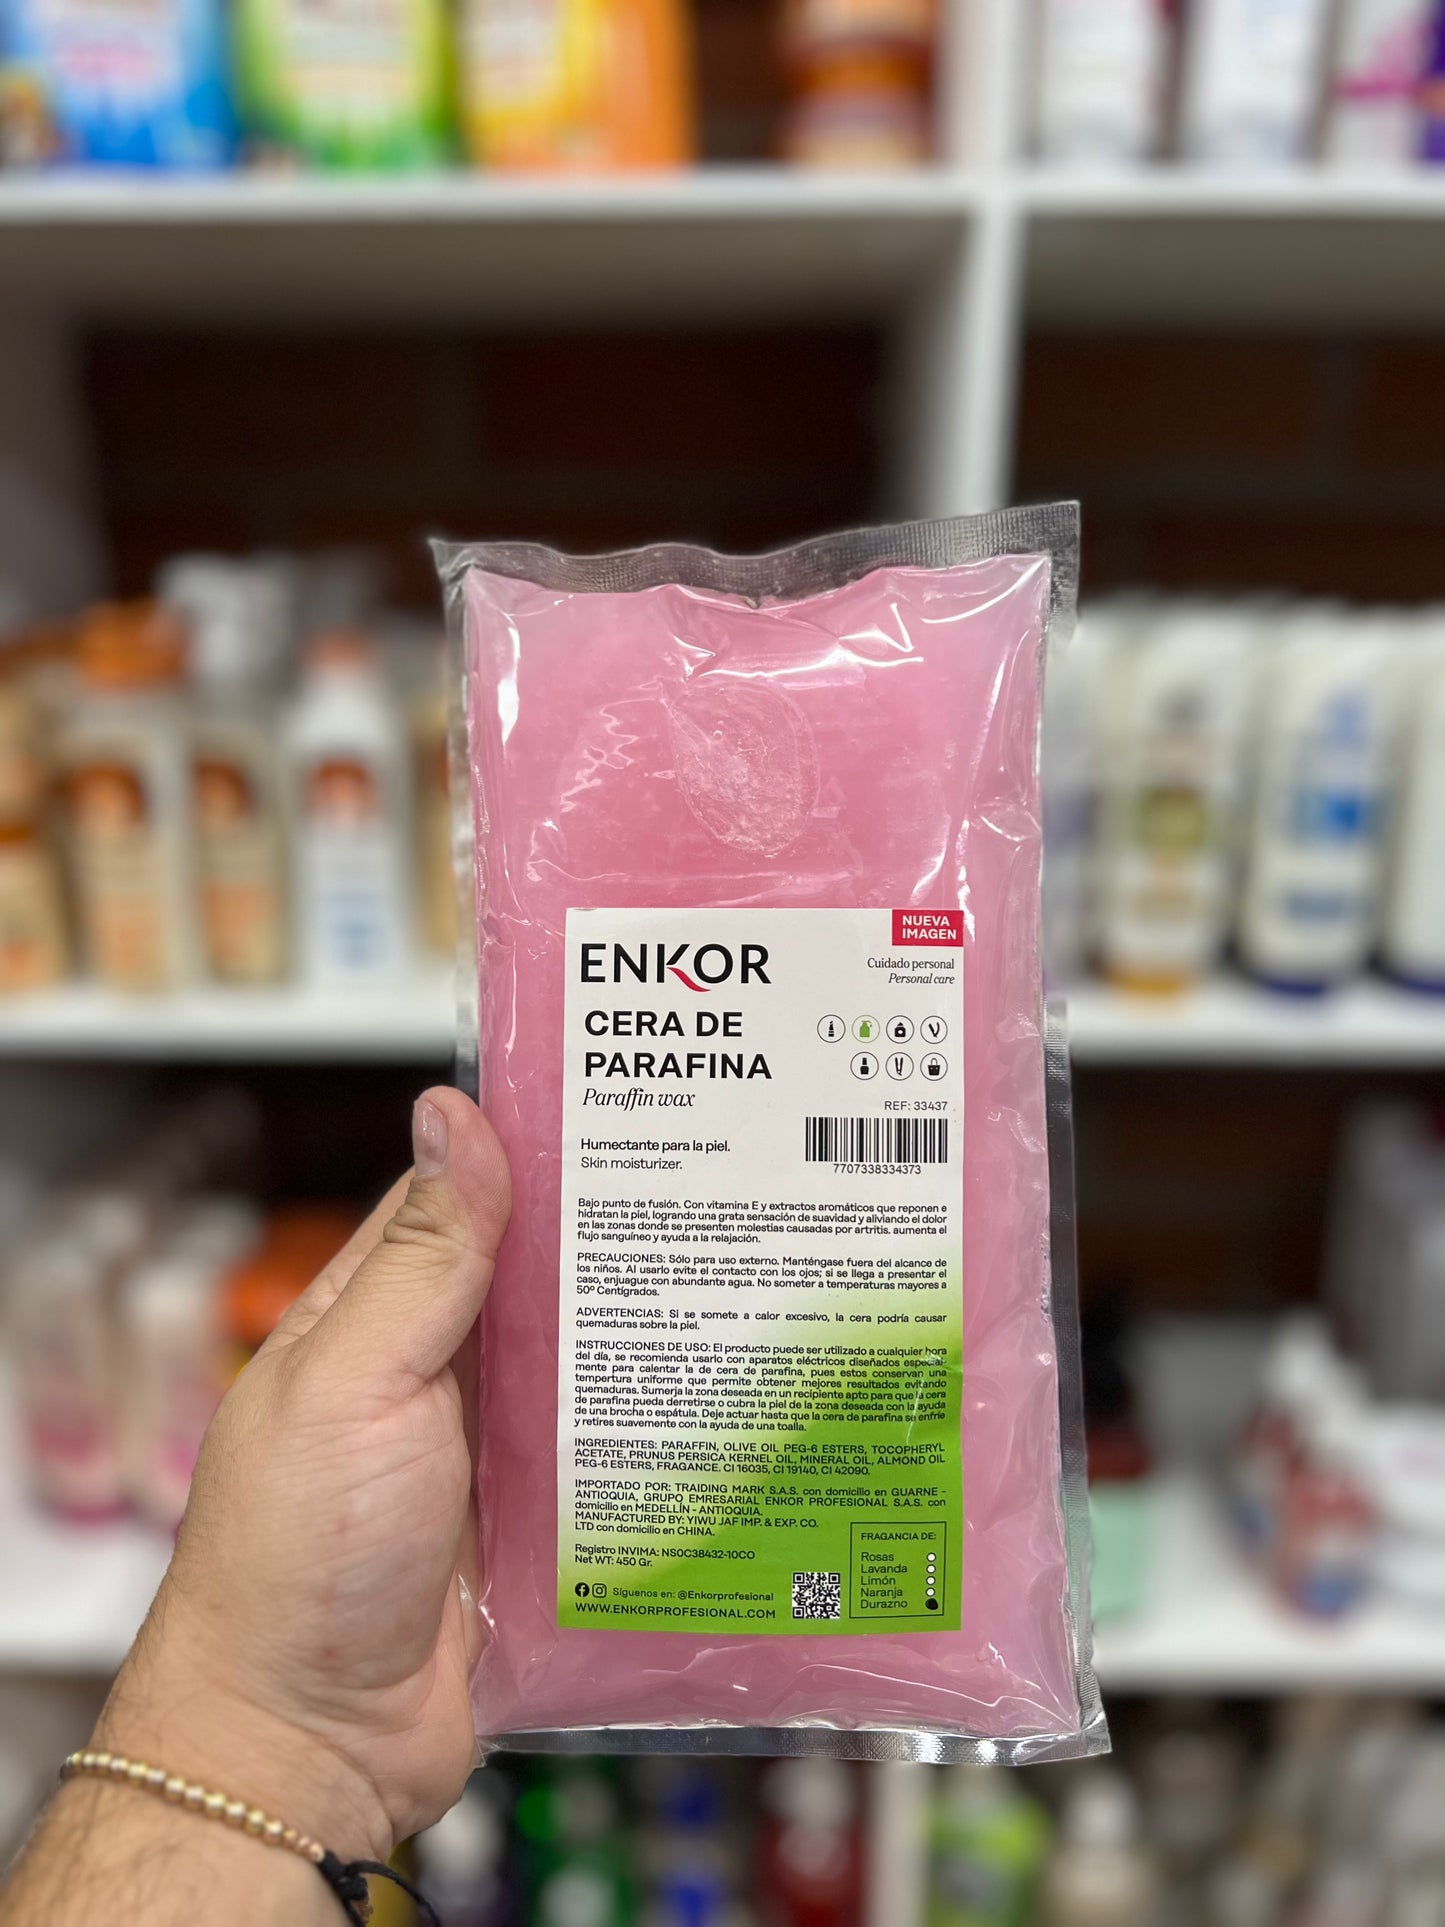 NUEVA
IMAGEN
ENKOR
Cuidado personal
Personal care
CERA DE
PARAFINA
Paraffin wax
REF: 33437
7707338334373
Humectante para la piel.
Skin moisturizer.
Bajo punto de fusión. Con vitamina E y extractos aromáticos que reponen e
hidratan la piel, logrando una grata sensación de suavidad y aliviando el dolor
en las zonas donde se presenten molestias causadas por artritis. aumenta el
flujo sanguíneo y ayuda a la relajación.
PRECAUCIONES: Sólo para uso externo. Manténgase fuera del alcance de
los niños. Al usarlo evite el contacto con los ojos; si se llega a presentar el
caso, enjuague con abundante agua. No someter a temperaturas mayores a
50º Centígrados.
ADVERTENCIAS: Si se somete a calor excesivo, la cera podría causar
quemaduras sobre la piel.
INSTRUCCIONES DE USO: El producto puede ser utilizado a cualquier hora
del día, se recomienda usarlo con aparatos eléctricos diseñados especial-
mente para calentar la de cera de parafina, pues estos conservan una
tempertura uniforme que permite obtener mejores resultados evitando
quemaduras. Sumerja la zona deseada en un recipiente apto para que la cera
de parafina pueda derretirse o cubra la piel de la zona deseada con la ayuda
de una brocha o espátula. Deje actuar hasta que la cera de parafina se enfríe
y retires suavemente con la ayuda de una toalla.
INGREDIENTES: PARAFFIN, OLIVE OIL PEG-6 ESTERS, TOCOPHERYL
ACETATE, PRUNUS PERSICA KERNEL OIL, MINERAL OIL, ALMOND OIL
PEG-6 ESTERS, FRAGANCE. CI 16035, CI 19140, CI 42090.
IMPORTADO POR: TRAIDING MARK S.A.S. con domicilio en GUARNE -
ANTIOQUIA, GRUPO EMRESARIAL ENKOR PROFESIONAL S.A.S. con
domicilio en MEDELLÍN - ANTIOQUIA.
MANUFACTURED BY: YIWU JAF IMP. & EXP. CO.
LTD con domicilio en CHINA.
Registro INVIMA: NSOC38432-10CO
Net WT: 450 Gr.
Síguenos en: @Enkorprofesional
WWW.ENKORPROFESIONAL.COM
FRAGANCIA DE:
Rosas
Lavanda
Limón
Naranja
Durazno